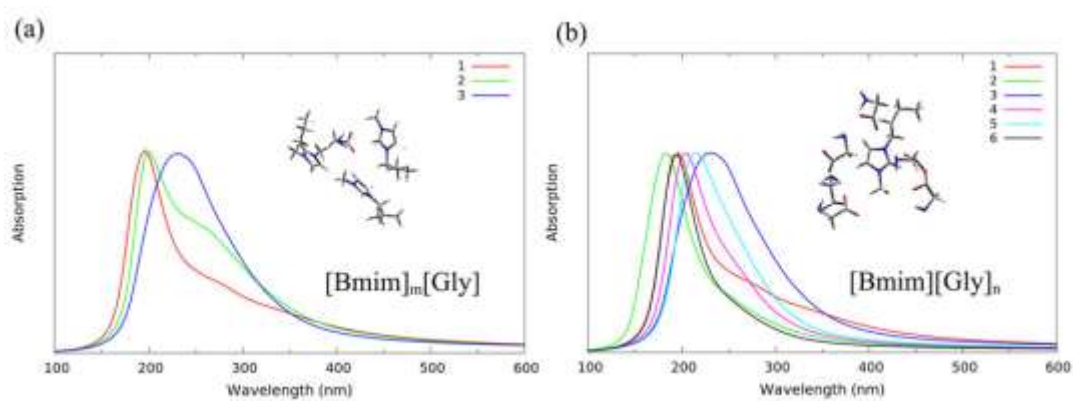 (a)
1
2
3
Absorption
[Bmim]m[Gly]
100 200 300 400 500 600
Wavelength (nm)
(b)
1
2
3
4
5
6
Absorption
[Bmim][Gly]n
100 200 300 400 500 600
Wavelength (nm)